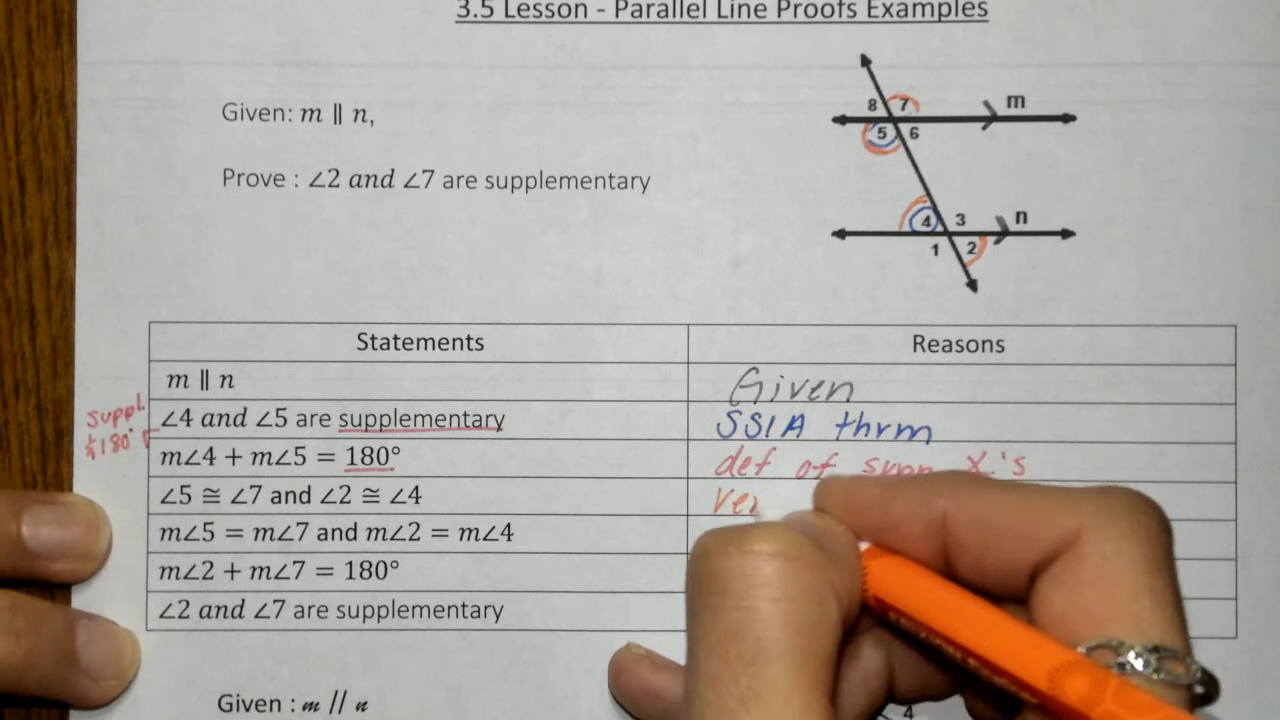 3.5 Lesson - Parallel Line Proofs Examples
Given: m ∥ n,
Prove : ∠2 and ∠7 are supplementary
8 7 m
5 6
4 3 n
1 2
Statements Reasons
m ∥ n Given
suppl.
∠4 and ∠5 are supplementary SSIA thrm
180°
m∠4 + m∠5 = 180° def of supp ∠'s
∠5 ≅ ∠7 and ∠2 ≅ ∠4
m∠5 = m∠7 and m∠2 = m∠4
m∠2 + m∠7 = 180°
∠2 and ∠7 are supplementary
Given : m // n
4